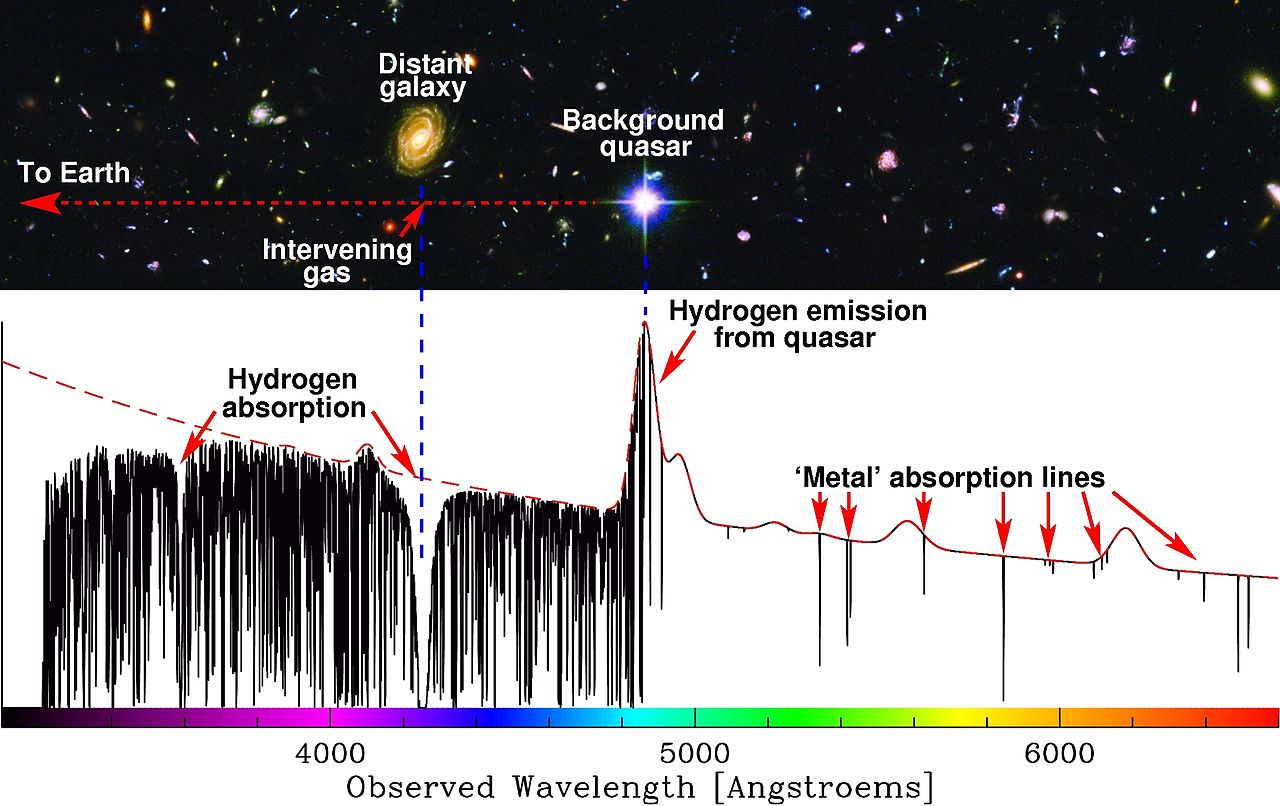 Distant
galaxy
Background
quasar
To Earth
Intervening
gas
Hydrogen emission
from quasar
Hydrogen
absorption
‘Metal’ absorption lines
4000
5000
6000
Observed Wavelength [Angstroems]